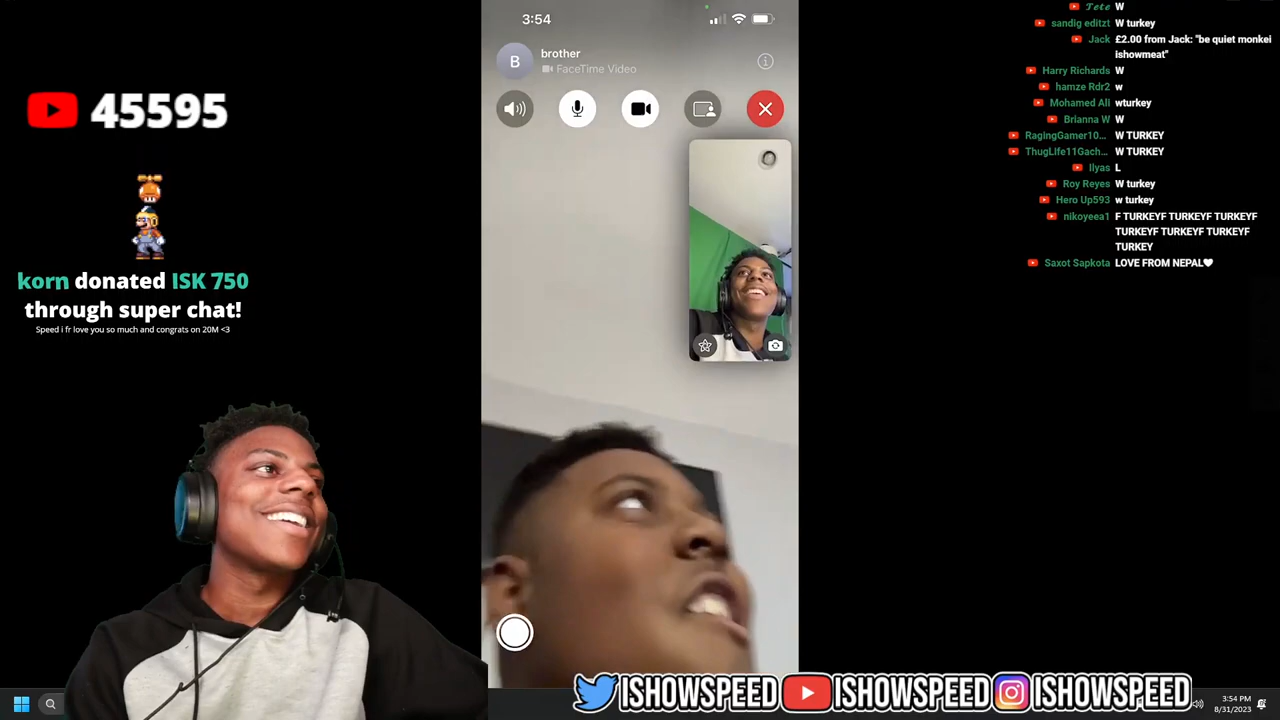 45595
korn donated ISK 750
through super chat!
Speed i fr love you so much and congrats on 20M <3
3:54
B
brother
FaceTime Video
𝓣𝓮𝓽𝓮 W
sandig editzt W turkey
Jack £2.00 from Jack: "be quiet monkei
ishowmeat"
Harry Richards W
hamze Rdr2 w
Mohamed Ali wturkey
Brianna W W
RagingGamer10... W TURKEY
ThugLife11Gach... W TURKEY
Ilyas L
Roy Reyes W turkey
Hero Up593 w turkey
nikoyeea1 F TURKEYF TURKEYF TURKEYF
TURKEYF TURKEYF TURKEYF
TURKEY
Saxot Sapkota LOVE FROM NEPAL🖤
ISHOWSPEED ISHOWSPEED ISHOWSPEED
3:54 PM
8/31/2023